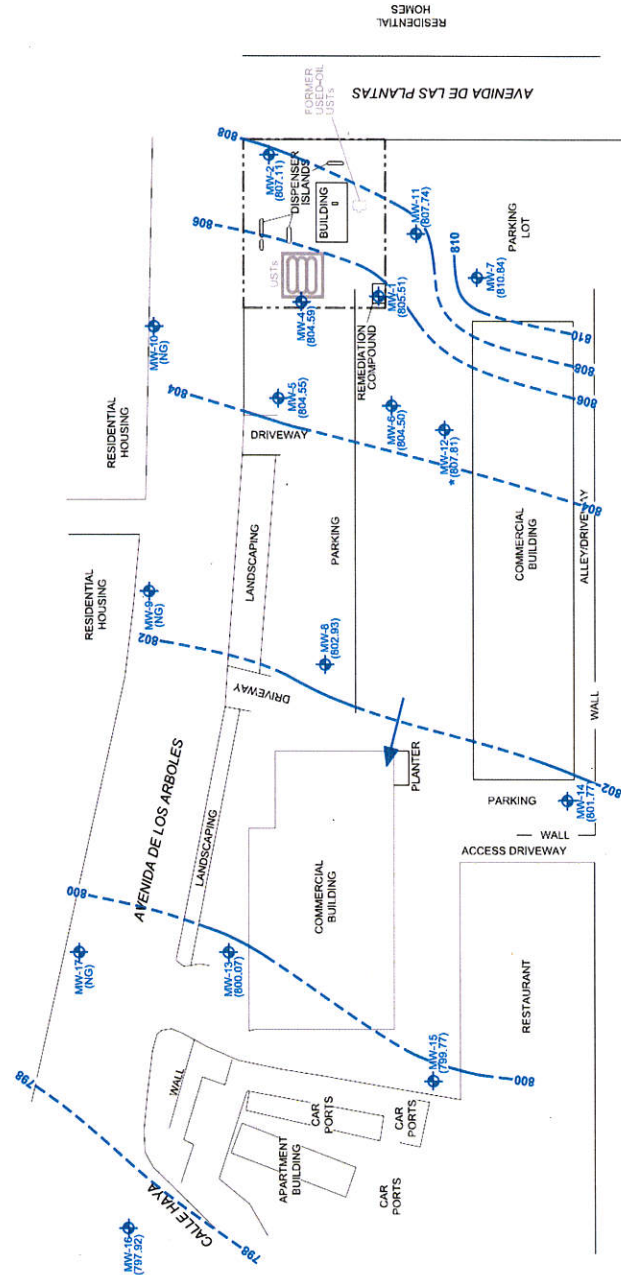 RESIDENTIAL
HOMES
AVENIDA DE LAS PLANTAS
FORMER
USED-OIL
USTs
808
MW-2
(807.11)
DISPENSER
ISLANDS
BUILDING
USTs
806
MW-11
(807.74)
810
PARKING
LOT
MW-7
(810.84)
MW-10
(NG)
MW-4
(804.59)
MW-1
(805.51)
REMEDIATION
COMPOUND
810
808
806
804
RESIDENTIAL
HOUSING
MW-5
(804.55)
DRIVEWAY
MW-6
(804.50)
MW-12
*(807.81)
804
LANDSCAPING
PARKING
COMMERCIAL
BUILDING
ALLEY/DRIVEWAY
RESIDENTIAL
HOUSING
MW-9
(NG)
802
MW-8
(802.93)
DRIVEWAY
WALL
AVENIDA DE LOS ARBOLES
LANDSCAPING
PLANTER
PARKING
MW-14
(801.77)
802
WALL
ACCESS DRIVEWAY
COMMERCIAL
BUILDING
800
MW-17
(NG)
MW-13
(800.07)
RESTAURANT
MW-15
(799.77)
800
798
WALL
CAR
PORTS
CAR
PORTS
APARTMENT
BUILDING
CAR
PORTS
CALLE HAYA
798
MW-16
(797.92)